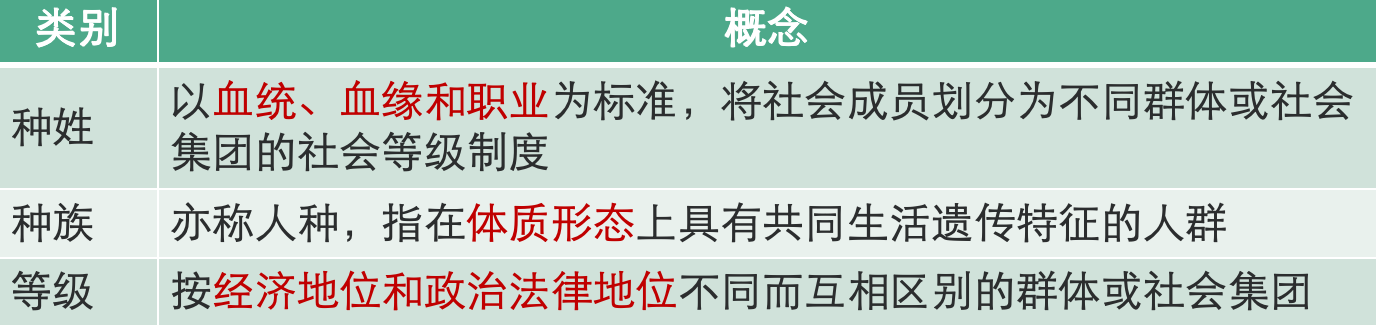 类别 概念
种姓 以血统、血缘和职业为标准，将社会成员划分为不同群体或社会
集团的社会等级制度
种族 亦称人种，指在体质形态上具有共同生活遗传特征的人群
等级 按经济地位和政治法律地位不同而互相区别的群体或社会集团